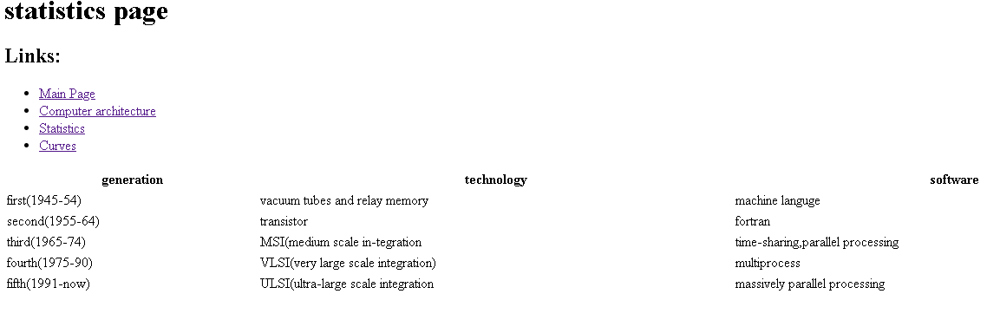 statistics page
Links:
Main Page
Computer architecture
Statistics
Curves
generation technology software
first(1945-54) vacuum tubes and relay memory machine languge
second(1955-64) transistor fortran
third(1965-74) MSI(medium scale in-tegration time-sharing,parallel processing
fourth(1975-90) VLSI(very large scale integration) multiprocess
fifth(1991-now) ULSI(ultra-large scale integration massively parallel processing